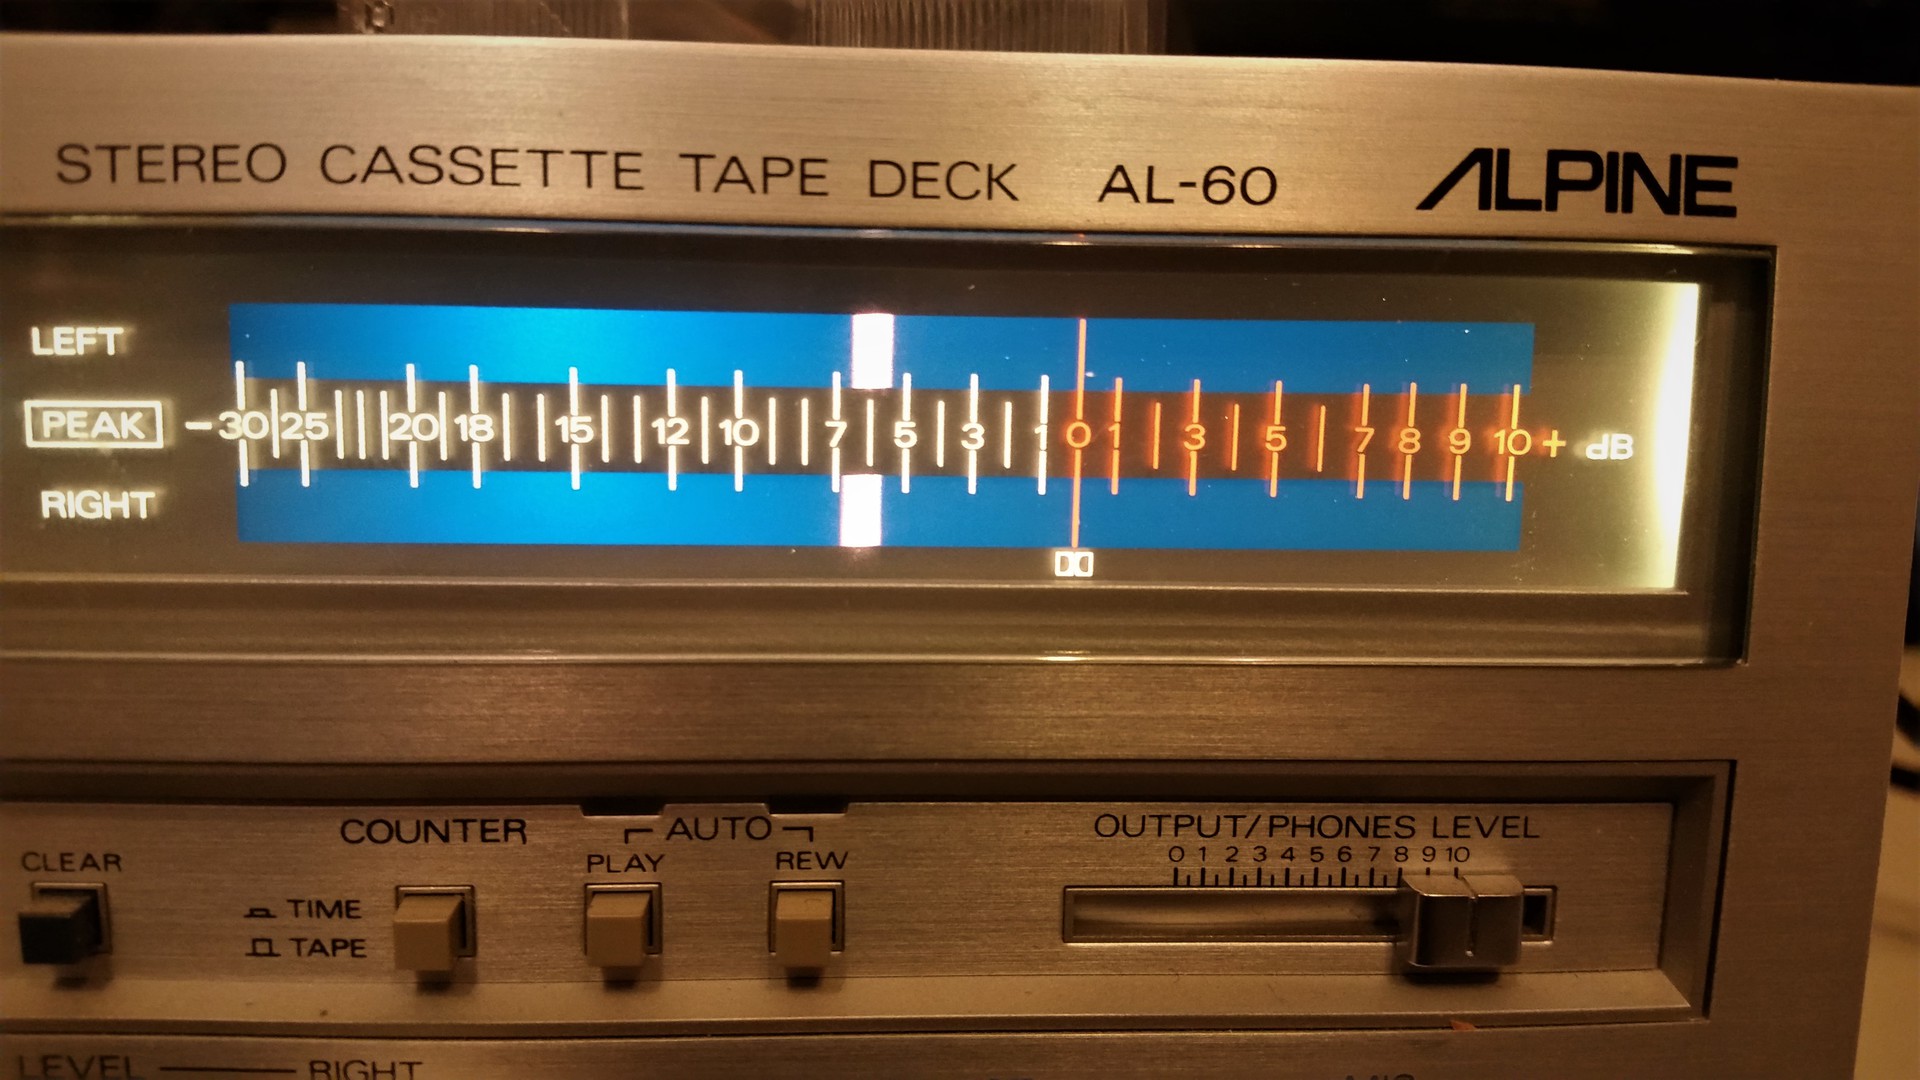 STEREO CASSETTE TAPE DECK AL-60 ALPINE
LEFT
PEAK -30 25 20 18 15 12 10 7 5 3 1 0 1 3 5 7 8 9 10 + dB
RIGHT
COUNTER
AUTO
OUTPUT/PHONES LEVEL
CLEAR
PLAY REW
0 1 2 3 4 5 6 7 8 9 10
TIME
TAPE
LEVEL RIGHT